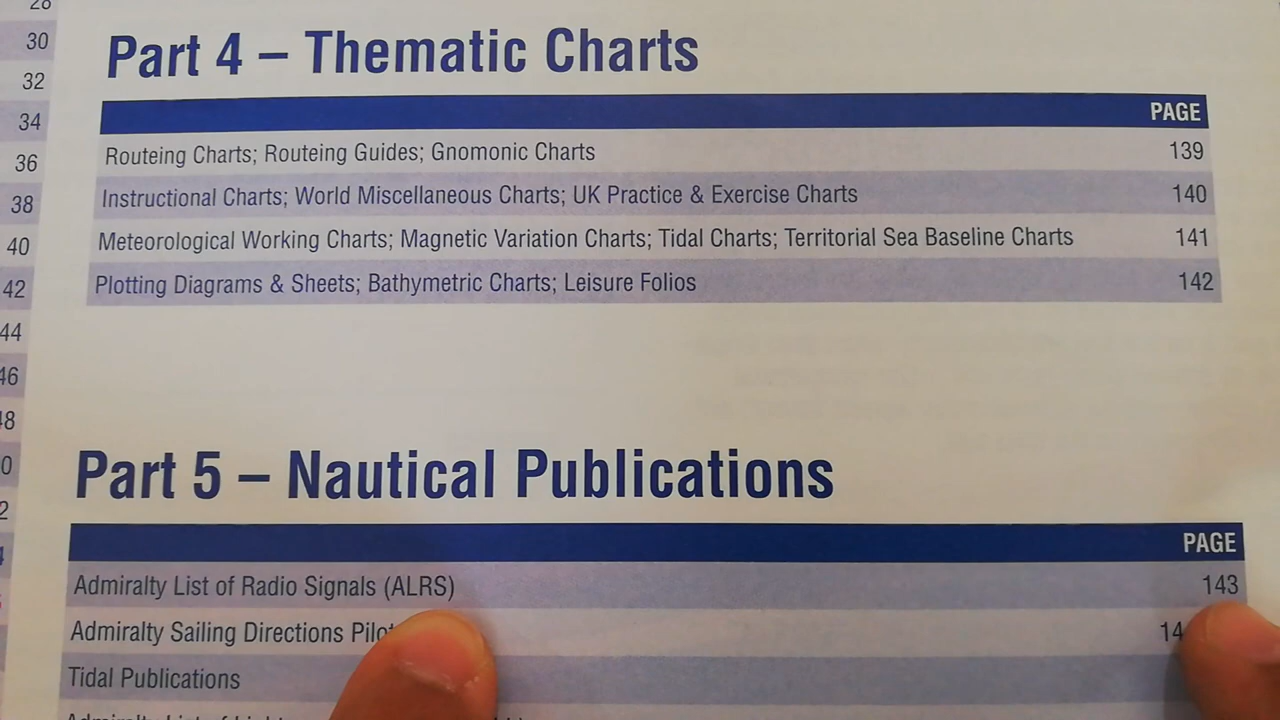 28
30
32
34
36
38
40
42
44
46
48
Part 4 – Thematic Charts
PAGE
Routeing Charts; Routeing Guides; Gnomonic Charts 139
Instructional Charts; World Miscellaneous Charts; UK Practice & Exercise Charts 140
Meteorological Working Charts; Magnetic Variation Charts; Tidal Charts; Territorial Sea Baseline Charts 141
Plotting Diagrams & Sheets; Bathymetric Charts; Leisure Folios 142
Part 5 – Nautical Publications
PAGE
Admiralty List of Radio Signals (ALRS) 143
Admiralty Sailing Directions
Tidal Publications